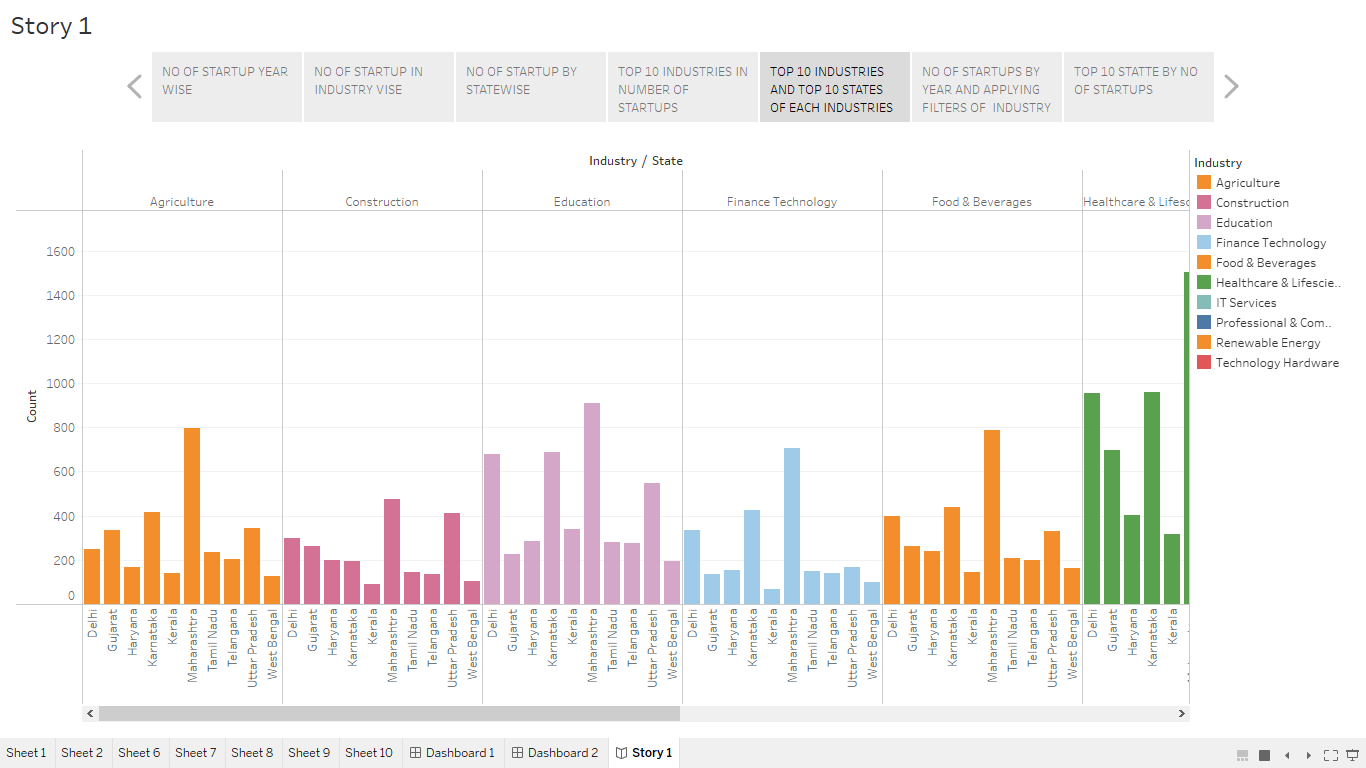 Story 1
NO OF STARTUP YEAR
WISE
NO OF STARTUP IN
INDUSTRY VISE
NO OF STARTUP BY
STATEWISE
TOP 10 INDUSTRIES IN
NUMBER OF
STARTUPS
TOP 10 INDUSTRIES
AND TOP 10 STATES
OF EACH INDUSTRIES
NO OF STARTUPS BY
YEAR AND APPLYING
FILTERS OF  INDUSTRY
TOP 10 STATTE BY NO
OF STARTUPS
Industry / State
Agriculture
Construction
Education
Finance Technology
Food & Beverages
Healthcare & Lifesc
1600
1400
1200
1000
800
600
400
200
0
Count
Delhi
Gujarat
Haryana
Karnataka
Kerala
Maharashtra
Tamil Nadu
Telangana
Uttar Pradesh
West Bengal
Delhi
Gujarat
Haryana
Karnataka
Kerala
Maharashtra
Tamil Nadu
Telangana
Uttar Pradesh
West Bengal
Delhi
Gujarat
Haryana
Karnataka
Kerala
Maharashtra
Tamil Nadu
Telangana
Uttar Pradesh
West Bengal
Delhi
Gujarat
Haryana
Karnataka
Kerala
Maharashtra
Tamil Nadu
Telangana
Uttar Pradesh
West Bengal
Delhi
Gujarat
Haryana
Karnataka
Kerala
Maharashtra
Tamil Nadu
Telangana
Uttar Pradesh
West Bengal
Delhi
Gujarat
Haryana
Karnataka
Kerala
Industry
Agriculture
Construction
Education
Finance Technology
Food & Beverages
Healthcare & Lifescie..
IT Services
Professional & Com..
Renewable Energy
Technology Hardware
Sheet 1
Sheet 2
Sheet 6
Sheet 7
Sheet 8
Sheet 9
Sheet 10
Dashboard 1
Dashboard 2
Story 1